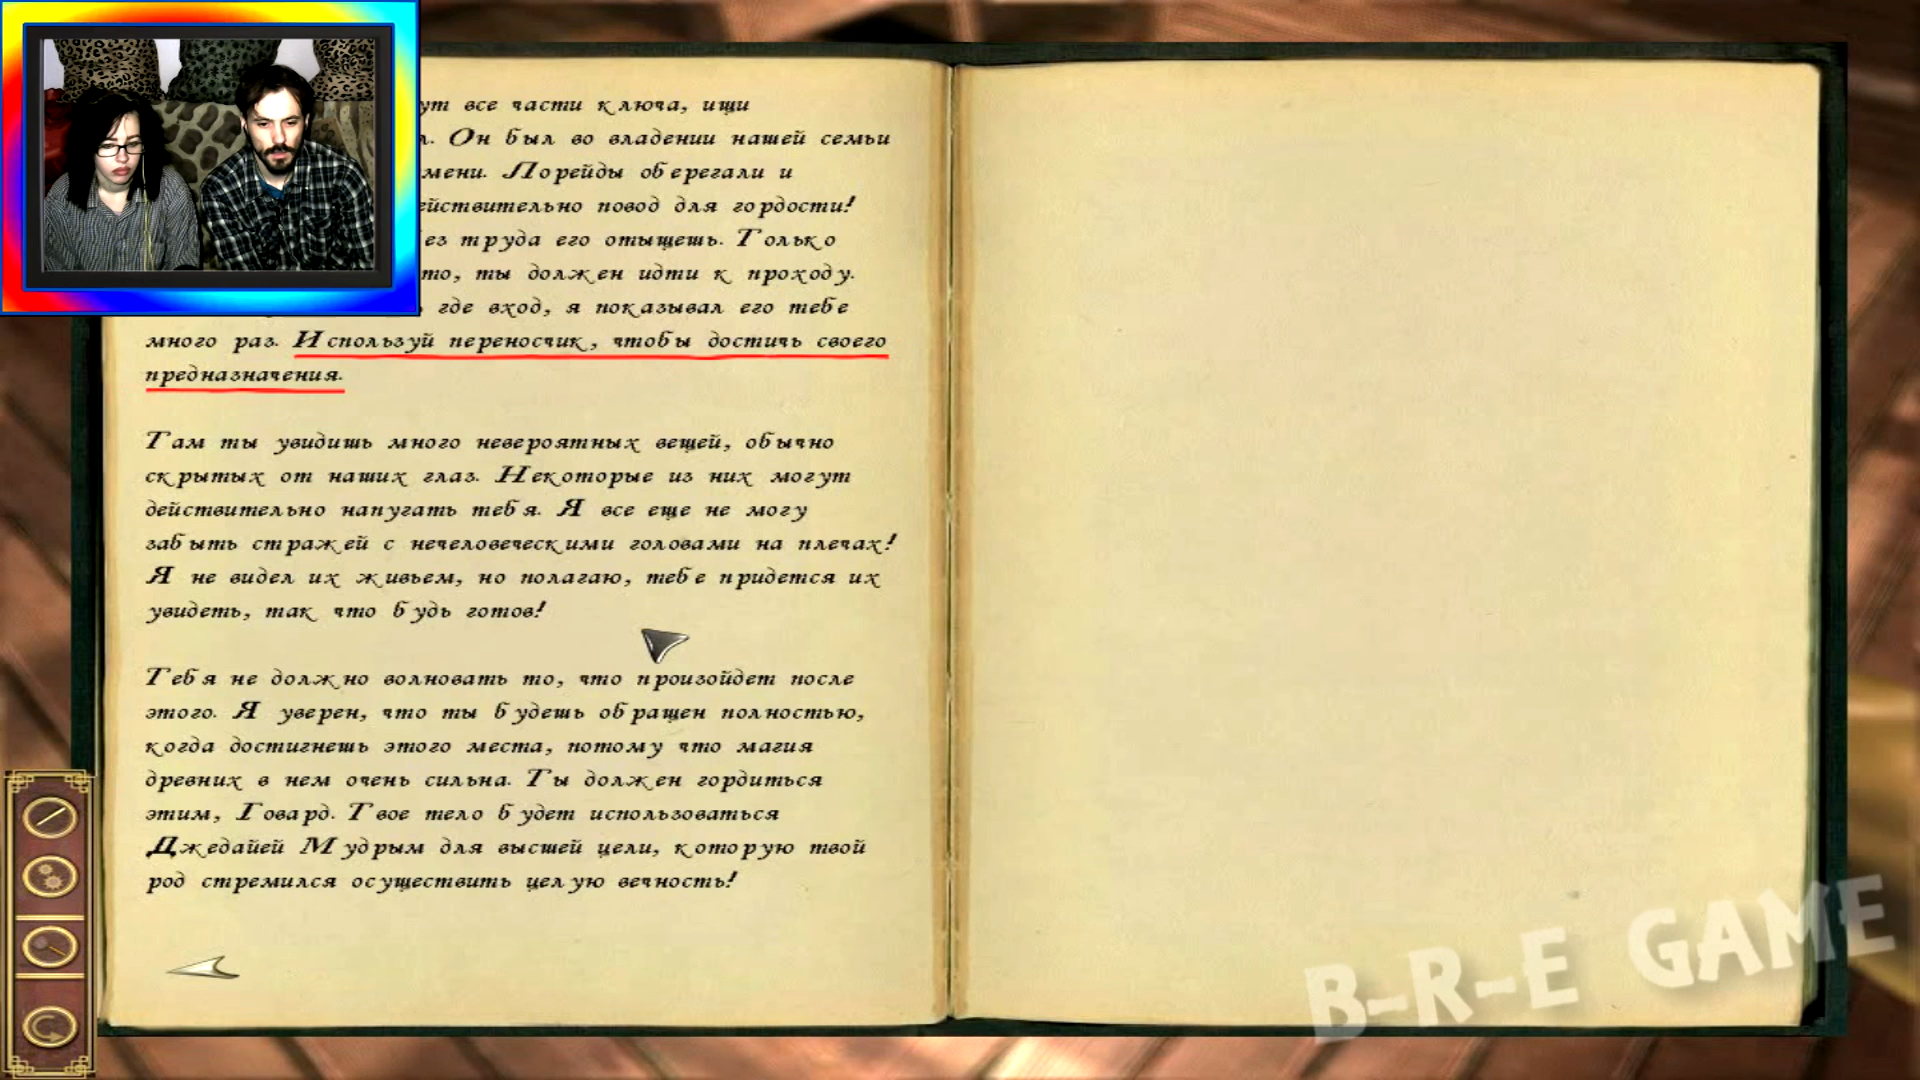 все части ключа, ищи
Он был во владении нашей семьи
Лорейды оберегали и
повод для гордости!
труда его отыщешь. Только
ты должен идти к проходу.
где вход, я показывал его тебе
много раз. Используй переносчик, чтобы достичь своего
предназначения.
Там ты увидишь много невероятных вещей, обычно
скрытых от наших глаз. Некоторые из них могут
действительно напугать тебя. Я все еще не могу
забыть стражей с нечеловеческими головами на плечах!
Я не видел их живьем, но полагаю, тебе придется их
увидеть, так что будь готов!
Тебя не должно волновать то, что произойдет после
этого. Я уверен, что ты будешь обращен полностью,
когда достигнешь этого места, потому что магия
древних в нем очень сильна. Ты должен гордиться
этим, Говард. Твое тело будет использоваться
Джедайей Мудрым для высшей цели, которую твой
род стремился осуществить целую вечность!
B-R-E GAME